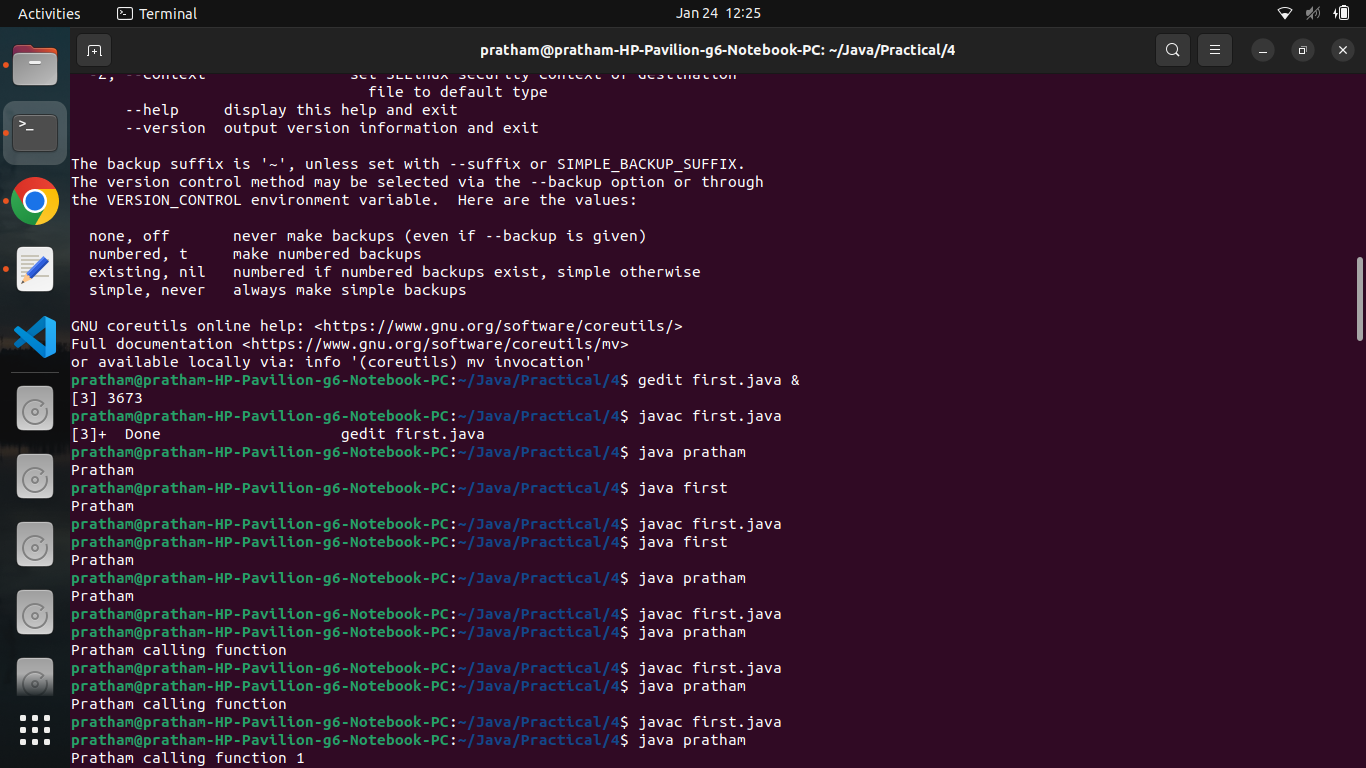 Activities
Terminal
Jan 24 12:25
pratham@pratham-HP-Pavilion-g6-Notebook-PC: ~/Java/Practical/4
-Z, --context                set SELinux security context of destination
                                 file to default type
      --help     display this help and exit
      --version  output version information and exit
The backup suffix is '~', unless set with --suffix or SIMPLE_BACKUP_SUFFIX.
The version control method may be selected via the --backup option or through
the VERSION_CONTROL environment variable.  Here are the values:
  none, off       never make backups (even if --backup is given)
  numbered, t     make numbered backups
  existing, nil   numbered if numbered backups exist, simple otherwise
  simple, never   always make simple backups
GNU coreutils online help: <https://www.gnu.org/software/coreutils/>
Full documentation <https://www.gnu.org/software/coreutils/mv>
or available locally via: info '(coreutils) mv invocation'
pratham@pratham-HP-Pavilion-g6-Notebook-PC:~/Java/Practical/4$ gedit first.java &
[3] 3673
pratham@pratham-HP-Pavilion-g6-Notebook-PC:~/Java/Practical/4$ javac first.java
[3]+  Done                    gedit first.java
pratham@pratham-HP-Pavilion-g6-Notebook-PC:~/Java/Practical/4$ java pratham
Pratham
pratham@pratham-HP-Pavilion-g6-Notebook-PC:~/Java/Practical/4$ java first
Pratham
pratham@pratham-HP-Pavilion-g6-Notebook-PC:~/Java/Practical/4$ javac first.java
pratham@pratham-HP-Pavilion-g6-Notebook-PC:~/Java/Practical/4$ java first
Pratham
pratham@pratham-HP-Pavilion-g6-Notebook-PC:~/Java/Practical/4$ java pratham
Pratham
pratham@pratham-HP-Pavilion-g6-Notebook-PC:~/Java/Practical/4$ javac first.java
pratham@pratham-HP-Pavilion-g6-Notebook-PC:~/Java/Practical/4$ java pratham
Pratham calling function
pratham@pratham-HP-Pavilion-g6-Notebook-PC:~/Java/Practical/4$ javac first.java
pratham@pratham-HP-Pavilion-g6-Notebook-PC:~/Java/Practical/4$ java pratham
Pratham calling function
pratham@pratham-HP-Pavilion-g6-Notebook-PC:~/Java/Practical/4$ javac first.java
pratham@pratham-HP-Pavilion-g6-Notebook-PC:~/Java/Practical/4$ java pratham
Pratham calling function 1